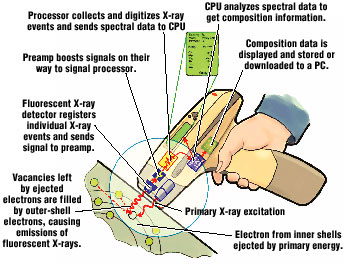 Processor collects and digitizes X-ray
events and sends spectral data to CPU
CPU analyzes spectral data to
get composition information.
Preamp boosts signals on their
way to signal processor.
Composition data is
displayed and stored or
downloaded to a PC.
Fluorescent X-ray
detector registers
individual X-ray
events and sends
signal to preamp.
Vacancies left
by ejected
electrons are filled
by outer-shell
electrons, causing
emissions of
fluorescent X-rays.
Primary X-ray excitation
Electron from inner shells
ejected by primary energy.